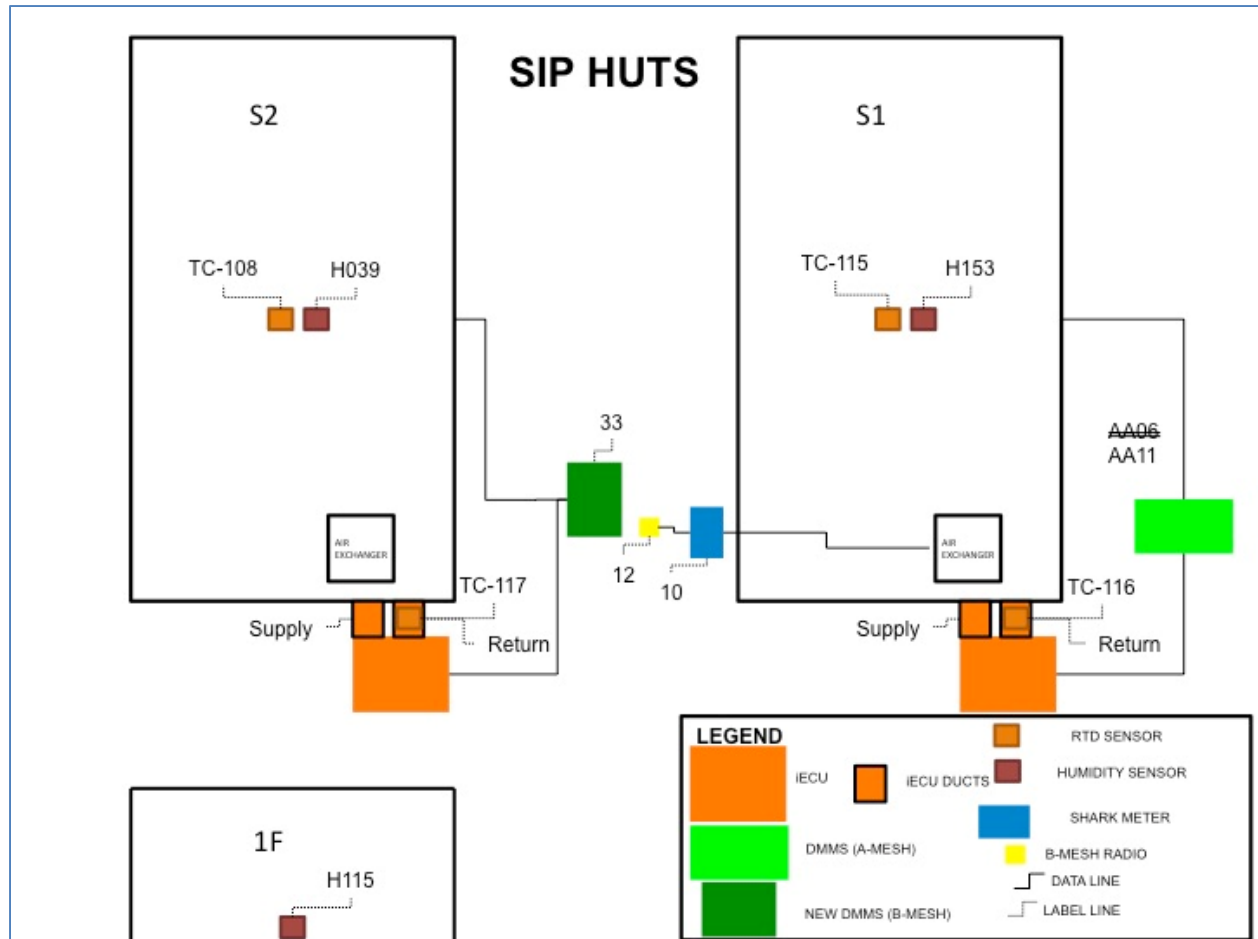 SIP HUTS
S2
S1
TC-108
H039
TC-115
H153
33
AA06
AA11
AIR
EXCHANGER
AIR
EXCHANGER
12
10
TC-117
TC-116
Supply
Return
Supply
Return
LEGEND
RTD SENSOR
iECU
iECU DUCTS
HUMIDITY SENSOR
SHARK METER
DMMS (A-MESH)
B-MESH RADIO
DATA LINE
NEW DMMS (B-MESH)
LABEL LINE
1F
H115